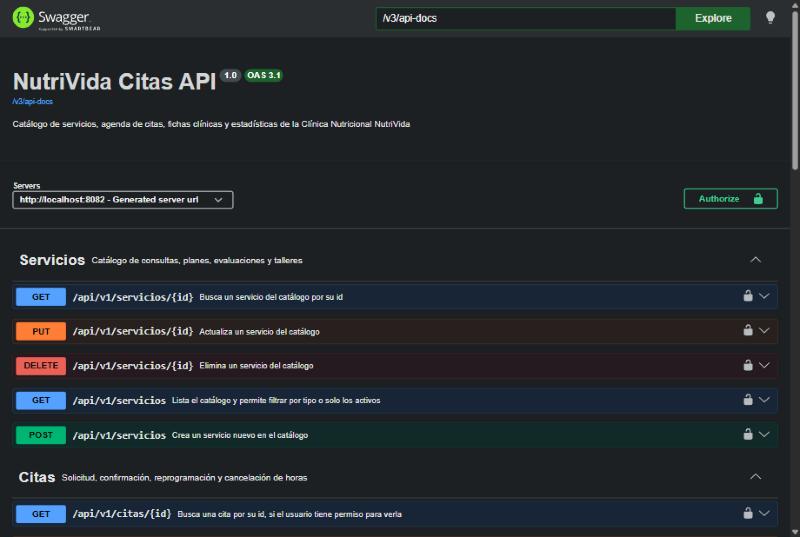 Swagger
Supported by SMARTBEAR
/v3/api-docs
Explore
NutriVida Citas API 1.0 OAS 3.1
/v3/api-docs
Catálogo de servicios, agenda de citas, fichas clínicas y estadísticas de la Clínica Nutricional NutriVida
Servers
http://localhost:8082 - Generated server url
Authorize
Servicios Catálogo de consultas, planes, evaluaciones y talleres
GET /api/v1/servicios/{id} Busca un servicio del catálogo por su id
PUT /api/v1/servicios/{id} Actualiza un servicio del catálogo
DELETE /api/v1/servicios/{id} Elimina un servicio del catálogo
GET /api/v1/servicios Lista el catálogo y permite filtrar por tipo o solo los activos
POST /api/v1/servicios Crea un servicio nuevo en el catálogo
Citas Solicitud, confirmación, reprogramación y cancelación de horas
GET /api/v1/citas/{id} Busca una cita por su id, si el usuario tiene permiso para verla